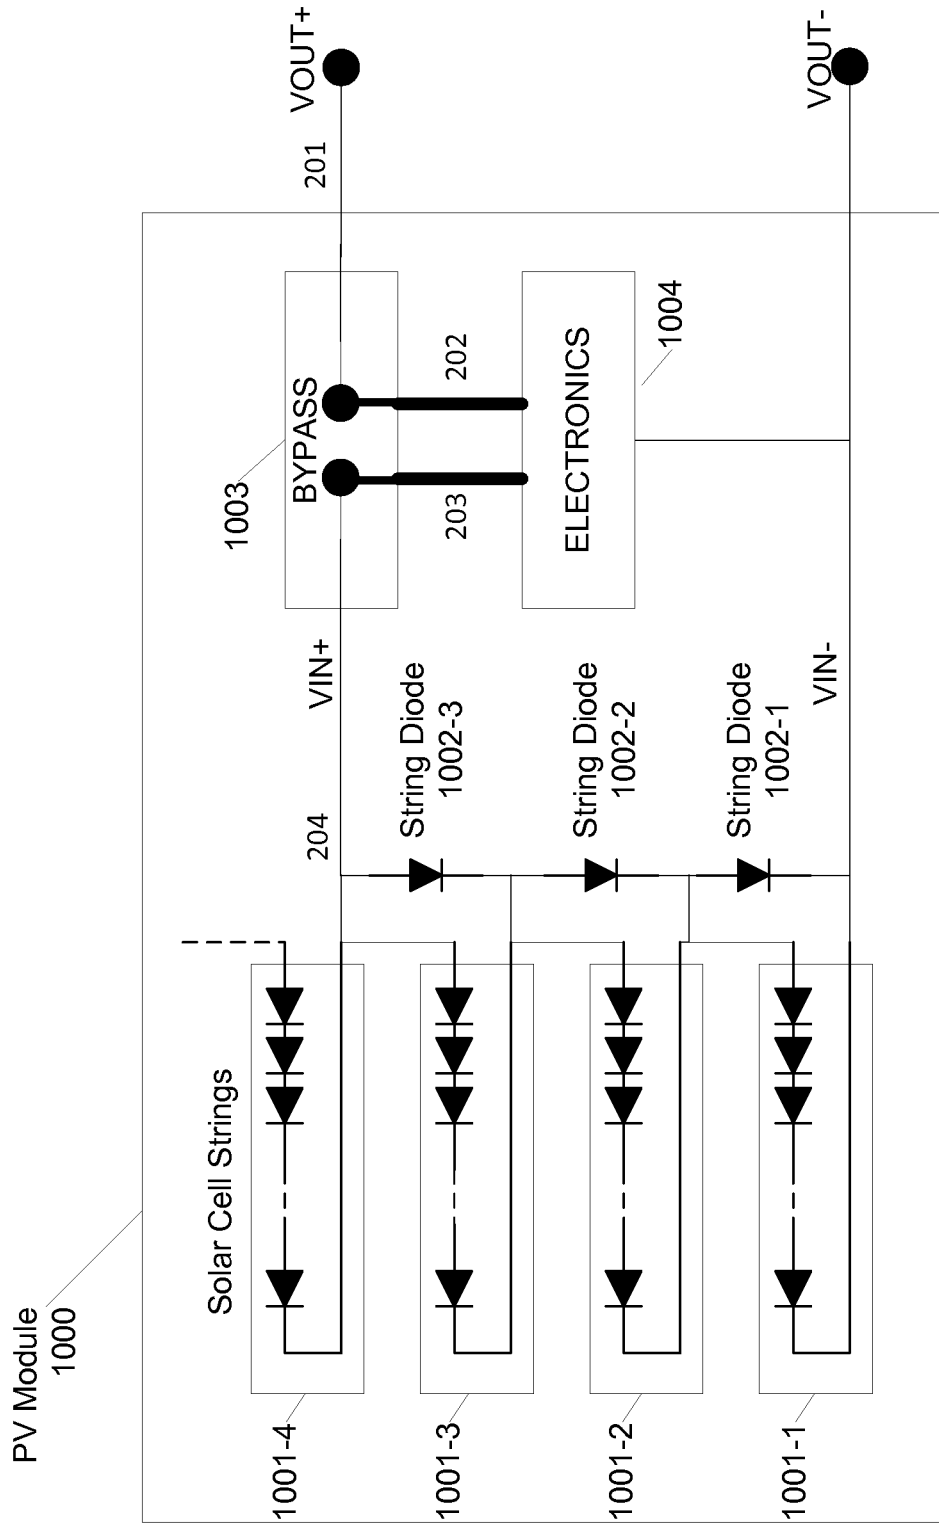 PV Module
1000
Solar Cell Strings
1001-4
1001-3
1001-2
1001-1
204
String Diode
1002-3
String Diode
1002-2
String Diode
1002-1
VIN+
VIN-
1003
BYPASS
203
202
ELECTRONICS
1004
201
VOUT+
VOUT-